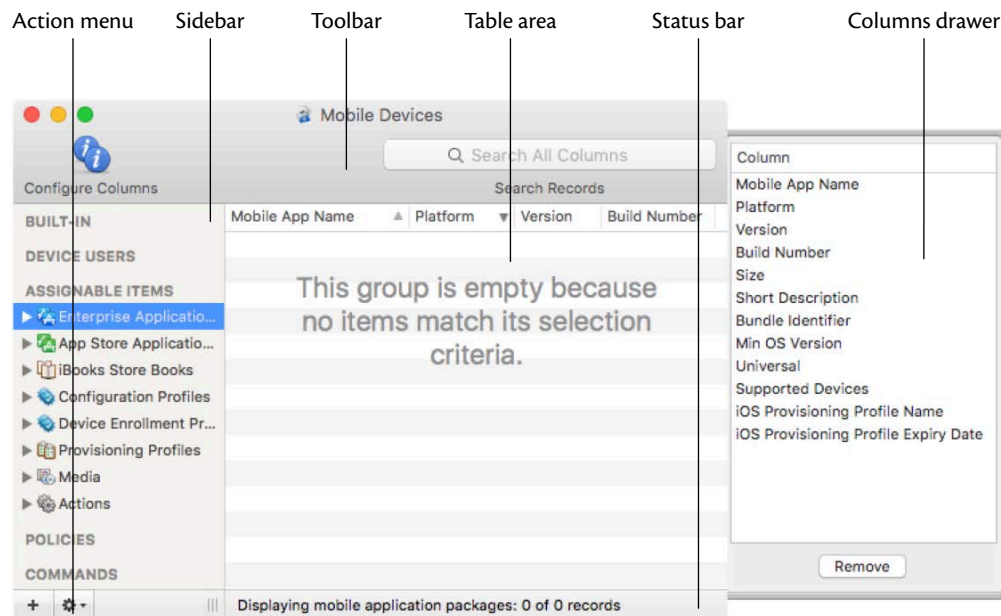 Action menu Sidebar Toolbar Table area Status bar Columns drawer
Mobile Devices
Search All Columns
Configure Columns Search Records
BUILT-IN
DEVICE USERS
ASSIGNABLE ITEMS
Enterprise Applicatio...
App Store Applicatio...
iBooks Store Books
Configuration Profiles
Device Enrollment Pr...
Provisioning Profiles
Media
Actions
POLICIES
COMMANDS
Mobile App Name Platform Version Build Number
This group is empty because
no items match its selection
criteria.
Displaying mobile application packages: 0 of 0 records
Column
Mobile App Name
Platform
Version
Build Number
Size
Short Description
Bundle Identifier
Min OS Version
Universal
Supported Devices
iOS Provisioning Profile Name
iOS Provisioning Profile Expiry Date
Remove